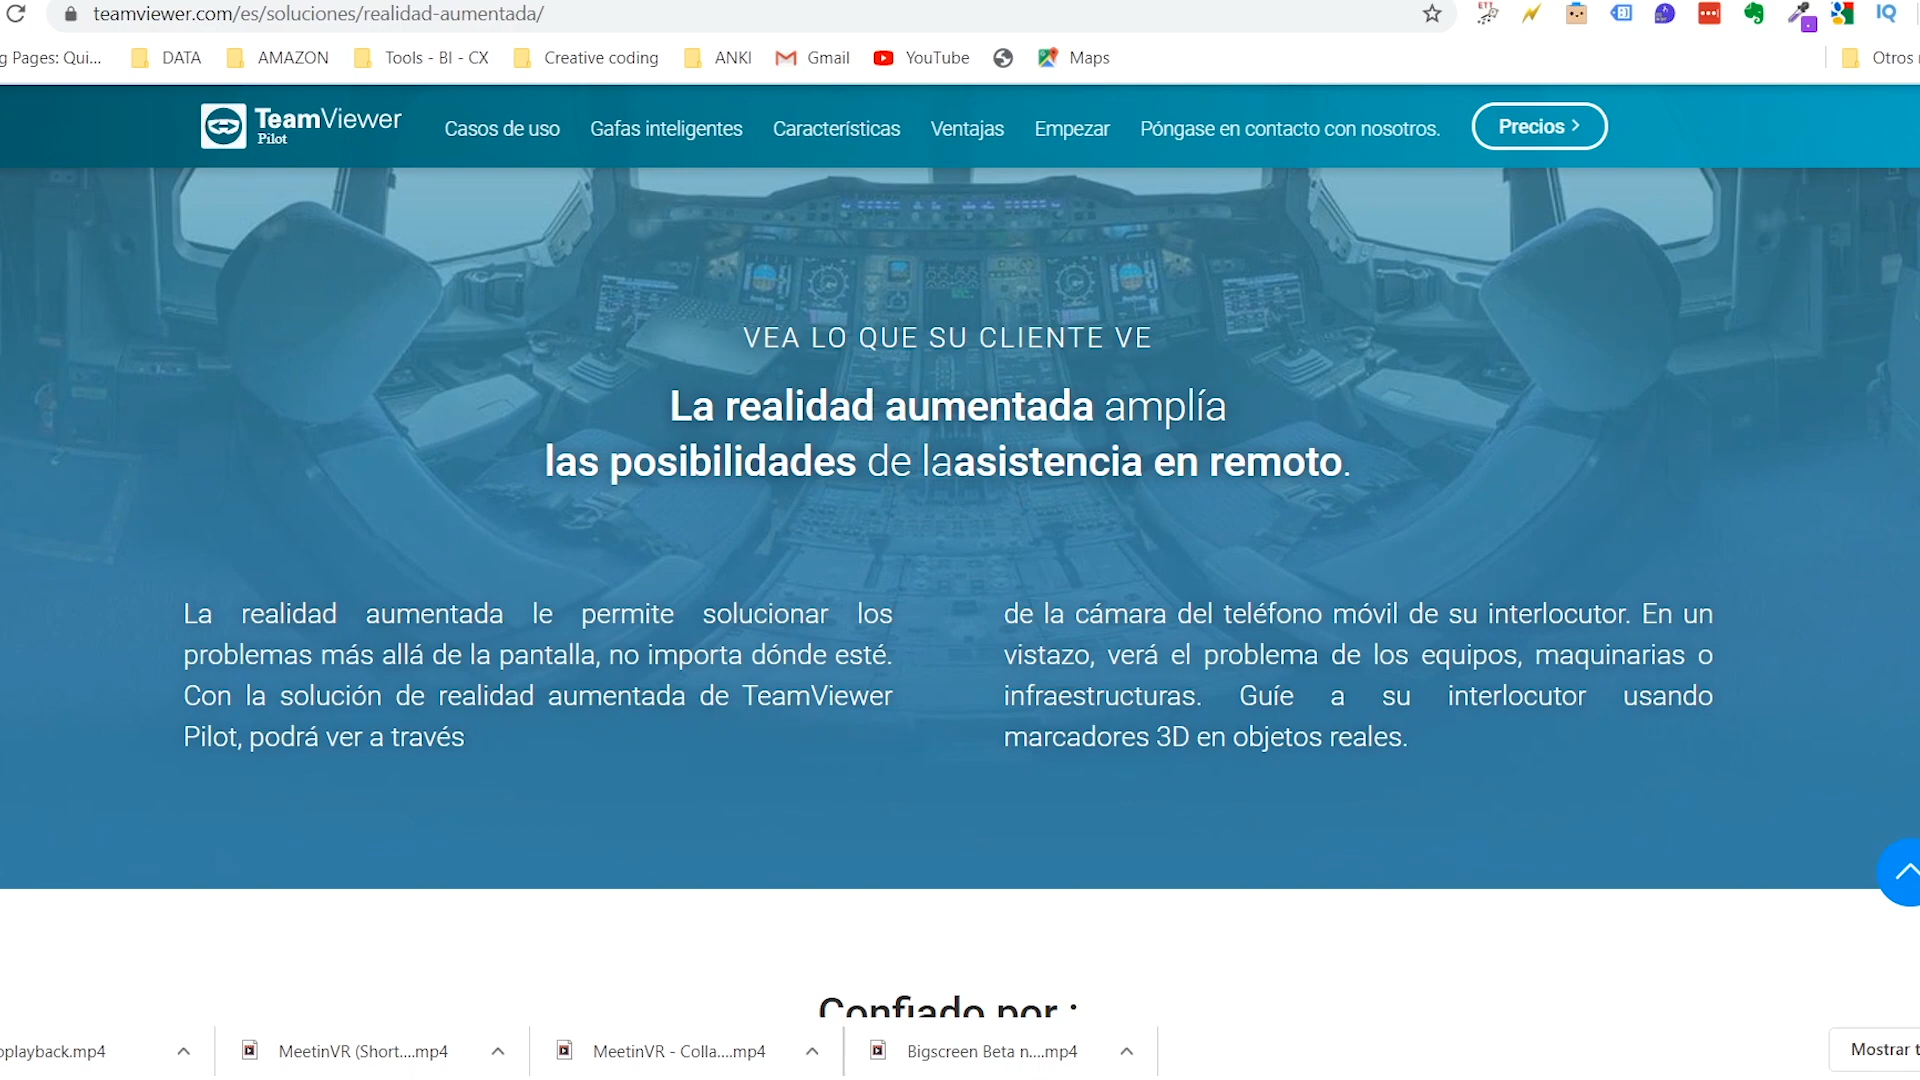 teamviewer.com/es/soluciones/realidad-aumentada/
g Pages: Qui... DATA AMAZON Tools - BI - CX Creative coding ANKI Gmail YouTube Maps Otros
TeamViewer
Pilot
Casos de uso Gafas inteligentes Características Ventajas Empezar Póngase en contacto con nosotros. Precios >
VEA LO QUE SU CLIENTE VE
La realidad aumentada amplía
las posibilidades de laasistencia en remoto.
La realidad aumentada le permite solucionar los
problemas más allá de la pantalla, no importa dónde esté.
Con la solución de realidad aumentada de TeamViewer
Pilot, podrá ver a través
de la cámara del teléfono móvil de su interlocutor. En un
vistazo, verá el problema de los equipos, maquinarias o
infraestructuras. Guíe a su interlocutor usando
marcadores 3D en objetos reales.
Confiado por :
oplayback.mp4 MeetinVR (Short....mp4 MeetinVR - Colla....mp4 Bigscreen Beta n....mp4 Mostrar t